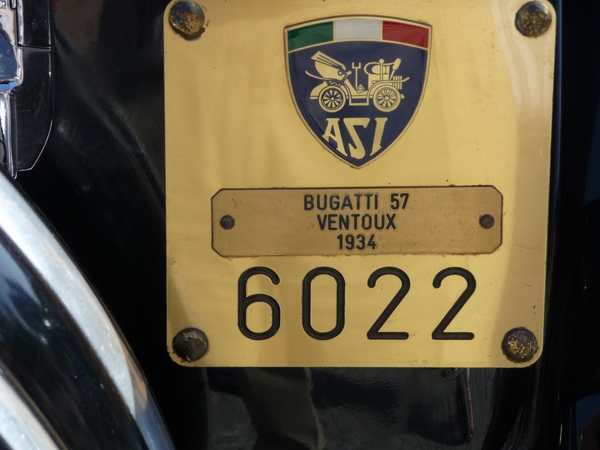 ASI
BUGATTI 57
VENTOUX
1934
6022